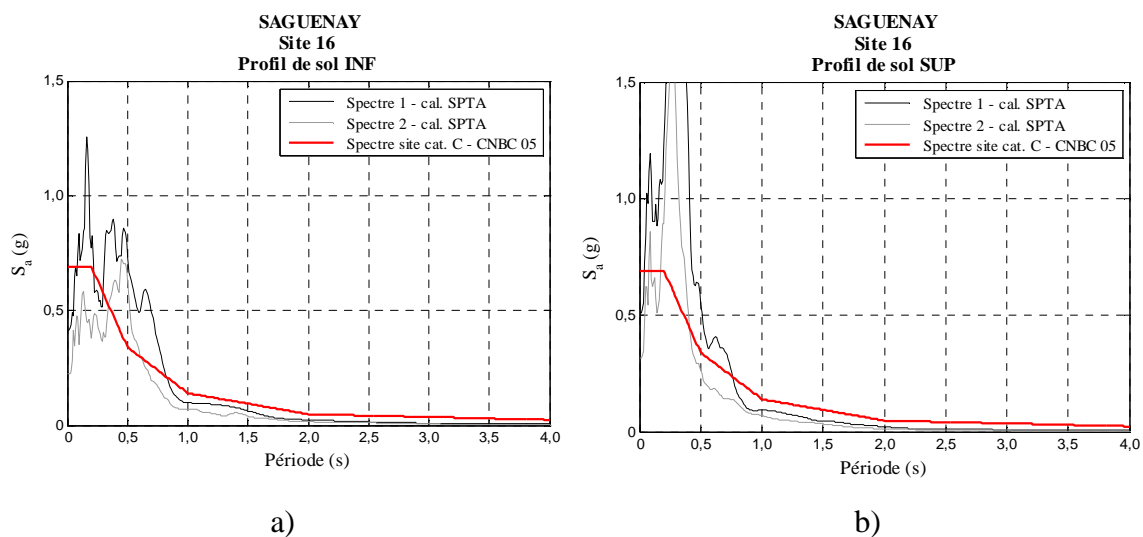 SAGUENAY
Site 16
Profil de sol INF
1,5
1,0
0,5
0
S_a (g)
Spectre 1 - cal. SPTA
Spectre 2 - cal. SPTA
Spectre site cat. C - CNBC 05
0 0,5 1,0 1,5 2,0 2,5 3,0 3,5 4,0
Période (s)
a)
SAGUENAY
Site 16
Profil de sol SUP
1,5
1,0
0,5
0
S_a (g)
Spectre 1 - cal. SPTA
Spectre 2 - cal. SPTA
Spectre site cat. C - CNBC 05
0 0,5 1,0 1,5 2,0 2,5 3,0 3,5 4,0
Période (s)
b)